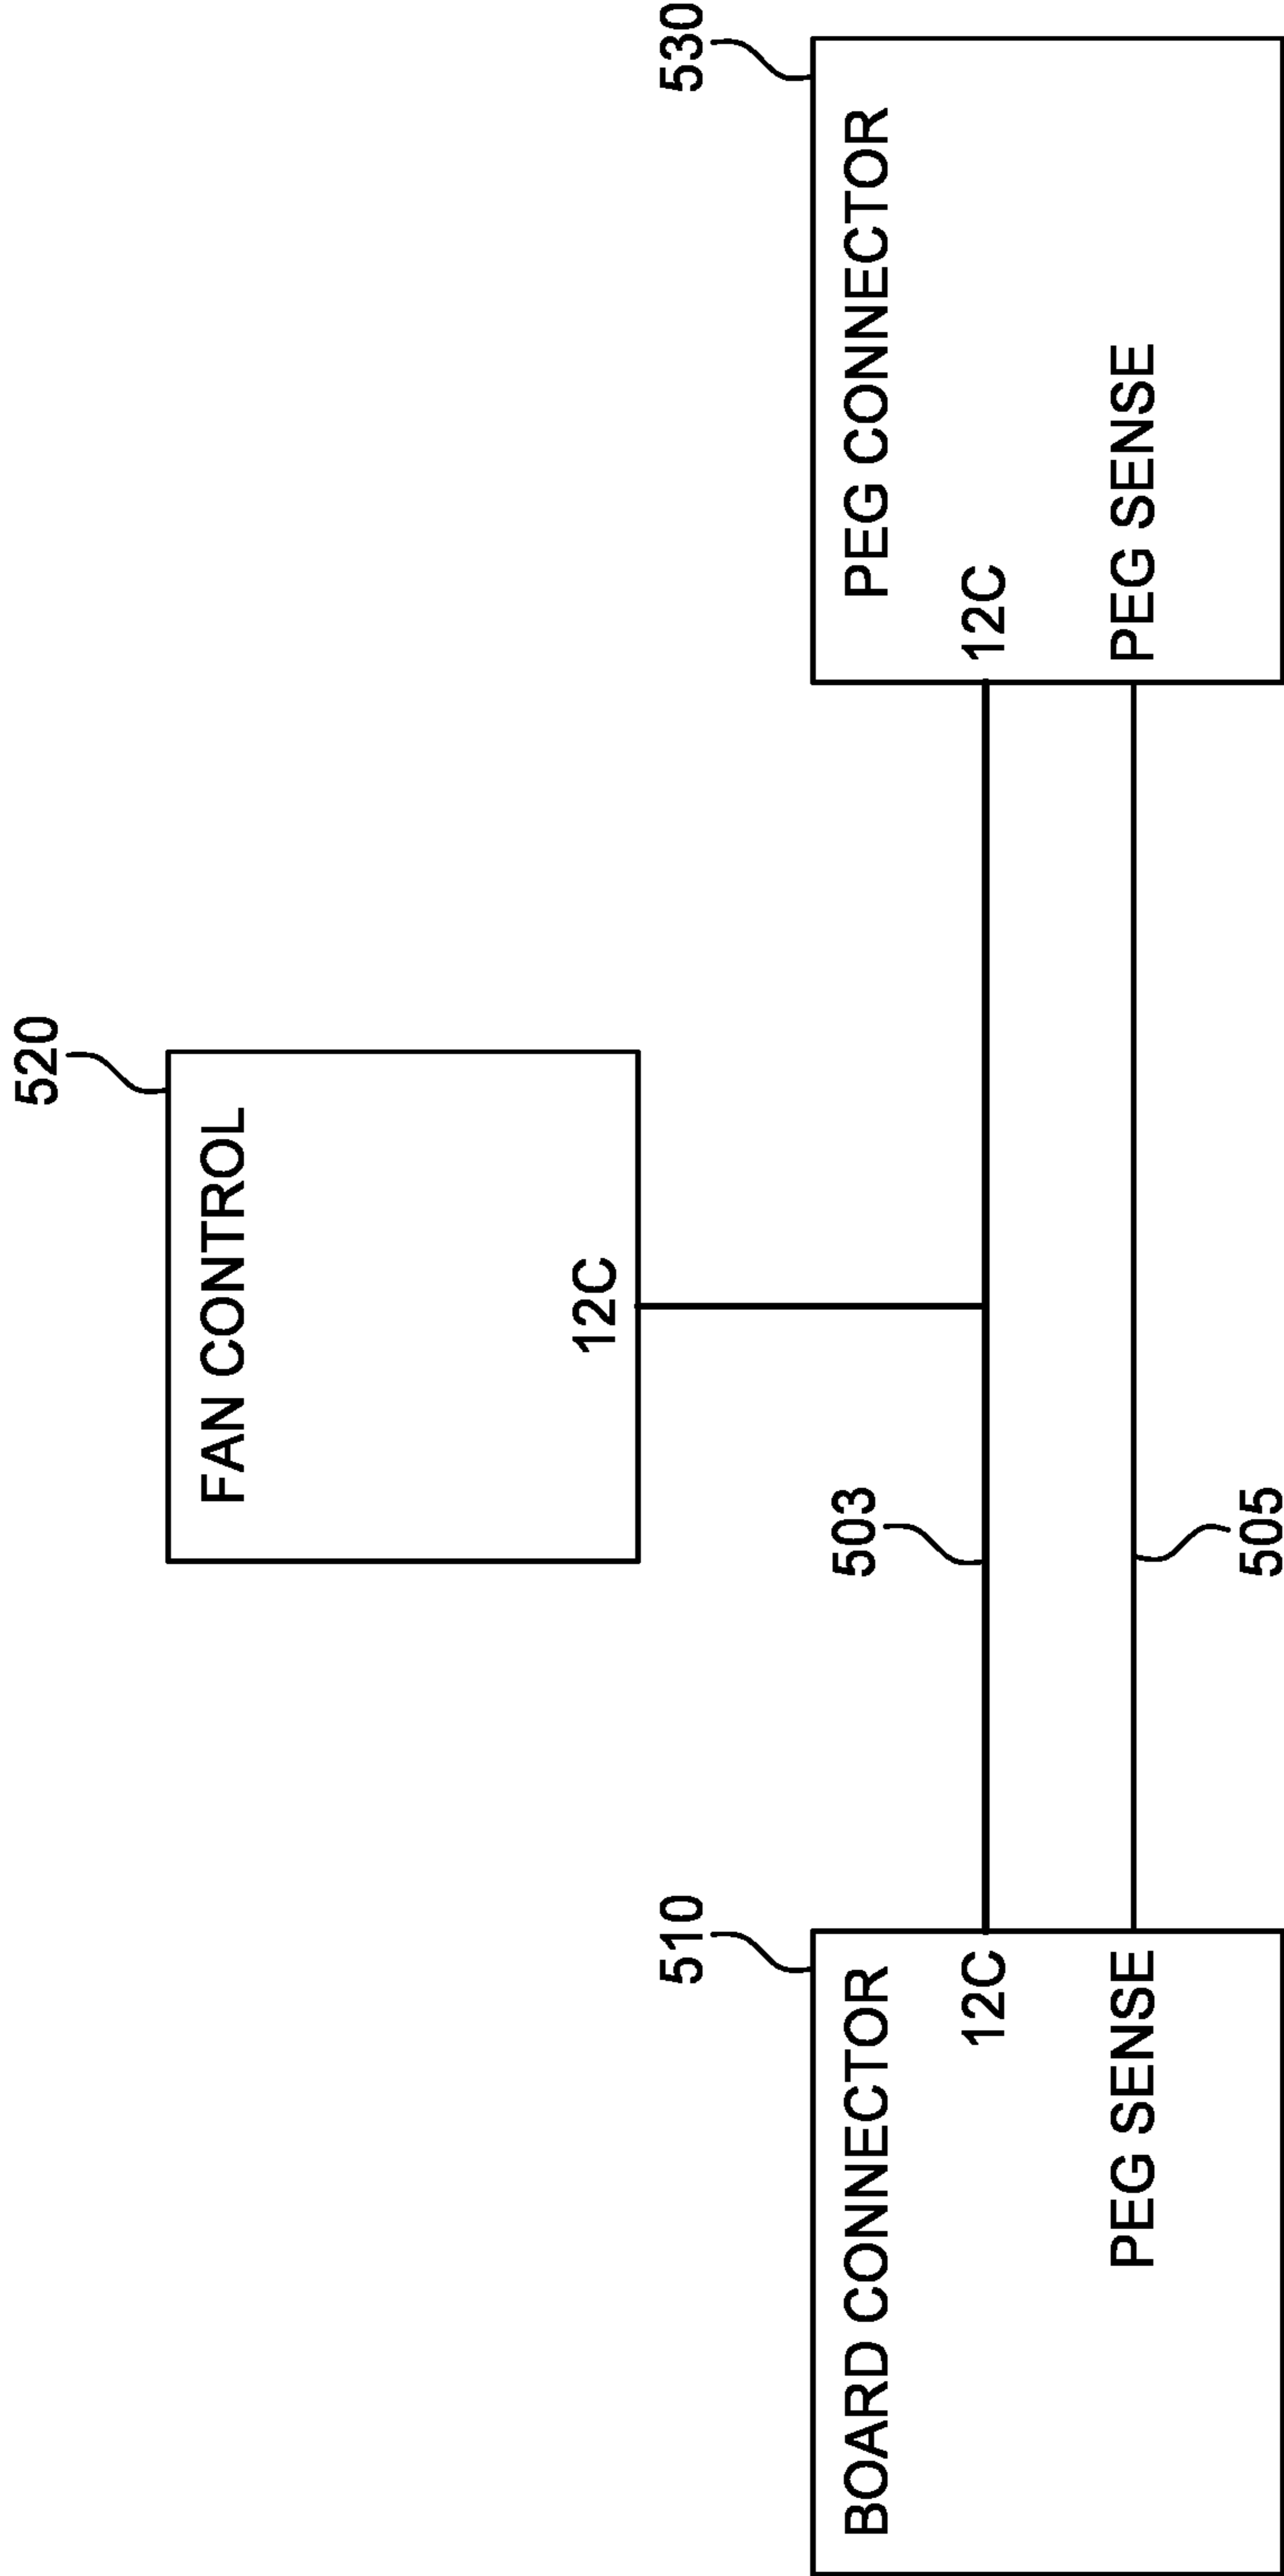 520
FAN CONTROL
12C
510
503
530
BOARD CONNECTOR
PEG CONNECTOR
12C
12C
PEG SENSE
PEG SENSE
505